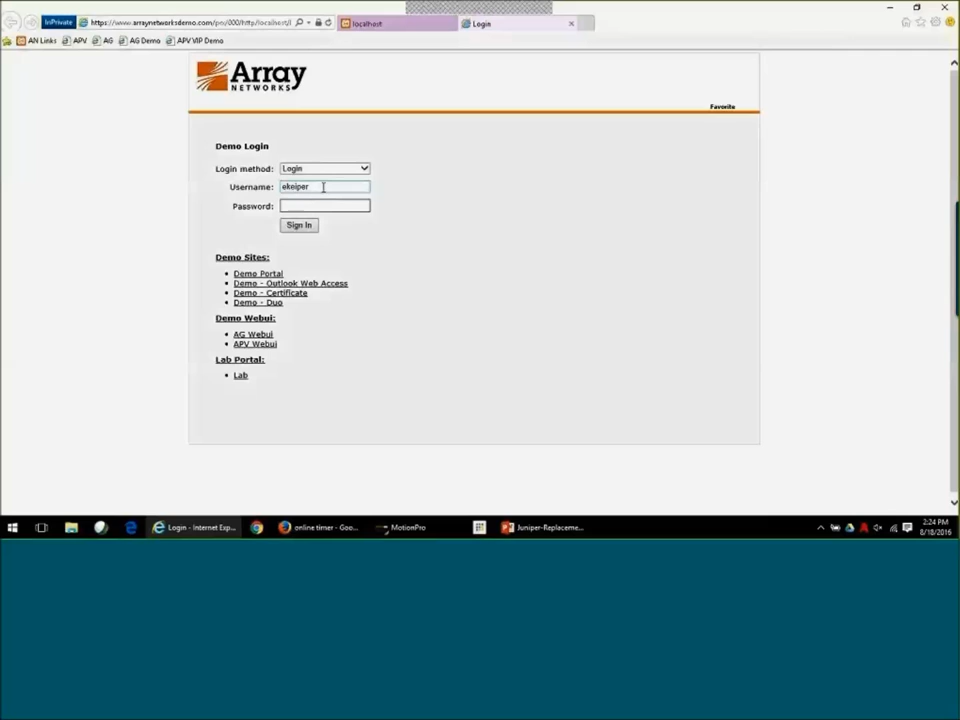 InPrivate https://www.arraynetworksdemo.com/prx/000/http/localhost/l localhost Login
AN Links APV AG AG Demo APV VIP Demo
Array
NETWORKS
Favorite
Demo Login
Login method: Login
Username: ekeiper
Password:
Sign In
Demo Sites:
• Demo Portal
• Demo - Outlook Web Access
• Demo - Certificate
• Demo - Duo
Demo Webui:
• AG Webui
• APV Webui
Lab Portal:
• Lab
Login - Internet Exp... online timer - Goo... MotionPro Juniper-Replaceme...
2:24 PM
8/18/2016